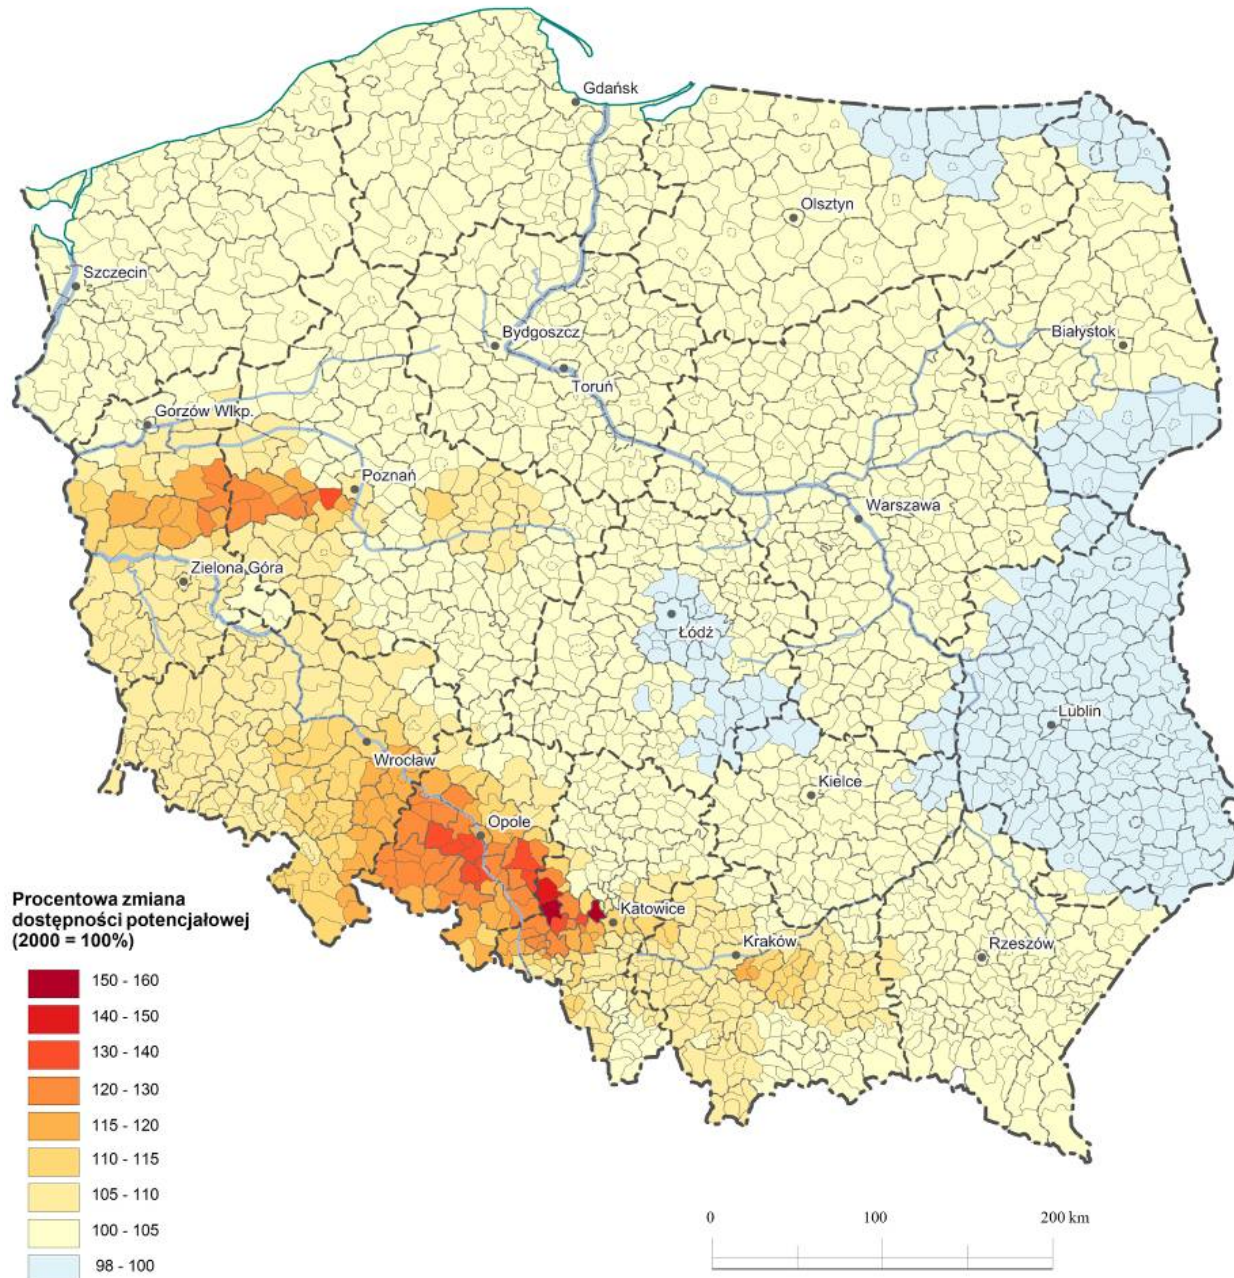 Gdańsk
Olsztyn
Szczecin
Bydgoszcz
Białystok
Toruń
Gorzów Wlkp.
Poznań
Warszawa
Zielona Góra
Łódź
Lublin
Wrocław
Kielce
Opole
Katowice
Kraków
Rzeszów
Procentowa zmiana
dostępności potencjałowej
(2000 = 100%)
150 - 160
140 - 150
130 - 140
120 - 130
115 - 120
110 - 115
105 - 110
100 - 105
98 - 100
0 100 200 km